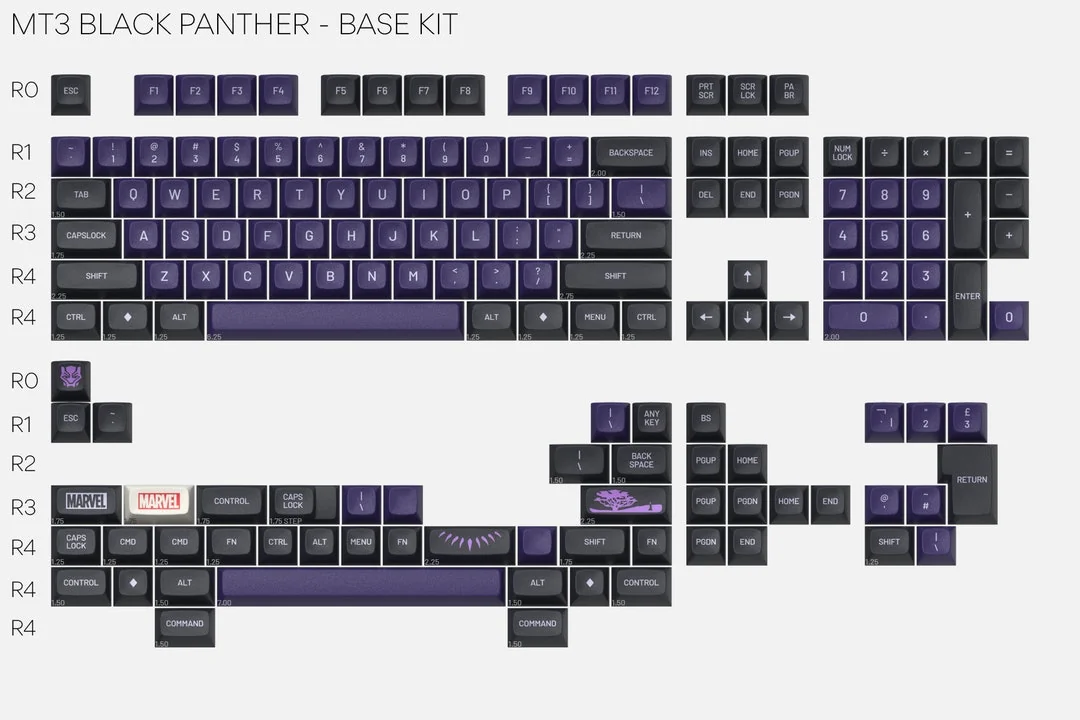 MT3 BLACK PANTHER - BASE KIT
R0 ESC F1 F2 F3 F4 F5 F6 F7 F8 F9 F10 F11 F12 PRT SCR SCR LCK PA BR
R1 ~ ` ! 1 @ 2 # 3 $ 4 % 5 ^ 6 & 7 * 8 ( 9 ) 0 _ - + = BACKSPACE 2.00 INS HOME PGUP NUM LOCK ÷ × − =
R2 TAB 1.50 Q W E R T Y U I O P { [ } ] | \ 1.50 DEL END PGDN 7 8 9 + −
R3 CAPSLOCK 1.75 A S D F G H J K L : ; " ' RETURN 2.25 4 5 6 +
R4 SHIFT 2.25 Z X C V B N M < , > . ? / SHIFT 2.75 ↑ 1 2 3 ENTER
R4 CTRL 1.25 ♦ 1.25 ALT 1.25 6.25 ALT 1.25 ♦ 1.25 MENU 1.25 CTRL 1.25 ← ↓ → 0 2.00 . 0
R0
R1 ESC ~ ` | \ ANY KEY BS ¬ ` | " 2 £ 3
R2 | \ 1.50 BACK SPACE 1.50 PGUP HOME RETURN
R3 MARVEL 1.75 MARVEL CONTROL 1.75 CAPS LOCK 1.75 STEP | \ 2.25 PGUP PGDN HOME END @ ' ~ #
R4 CAPS LOCK 1.25 CMD 1.25 CMD 1.25 FN 1.25 CTRL ALT MENU FN 2.25 SHIFT 1.75 FN PGDN END SHIFT 1.25 | \
R4 CONTROL 1.50 ♦ ALT 1.50 7.00 ALT 1.50 ♦ CONTROL 1.50
R4 COMMAND 1.50 COMMAND 1.50